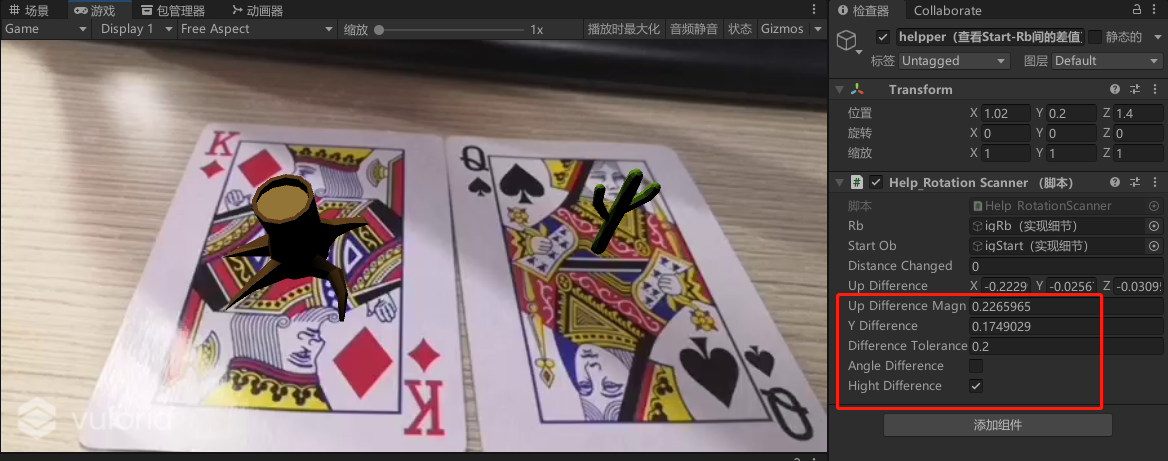 场景 游戏 包管理器 动画器
Game Display 1 Free Aspect 缩放 1x 播放时最大化 音频静音 状态 Gizmos
K Q
K Q
vuforia
检查器 Collaborate
helpper（查看Start-Rb间的差值 静态的
标签 Untagged 图层 Default
Transform
位置 X 1.02 Y 0.2 Z 1.4
旋转 X 0 Y 0 Z 0
缩放 X 1 Y 1 Z 1
Help_Rotation Scanner （脚本）
脚本 Help_RotationScanner
Rb iqRb（实现细节）
Start Ob iqStart（实现细节）
Distance Changed 0
Up Difference X -0.2229 Y -0.0256 Z -0.0309
Up Difference Magn 0.2265965
Y Difference 0.1749029
Difference Tolerance 0.2
Angle Difference
Hight Difference
添加组件